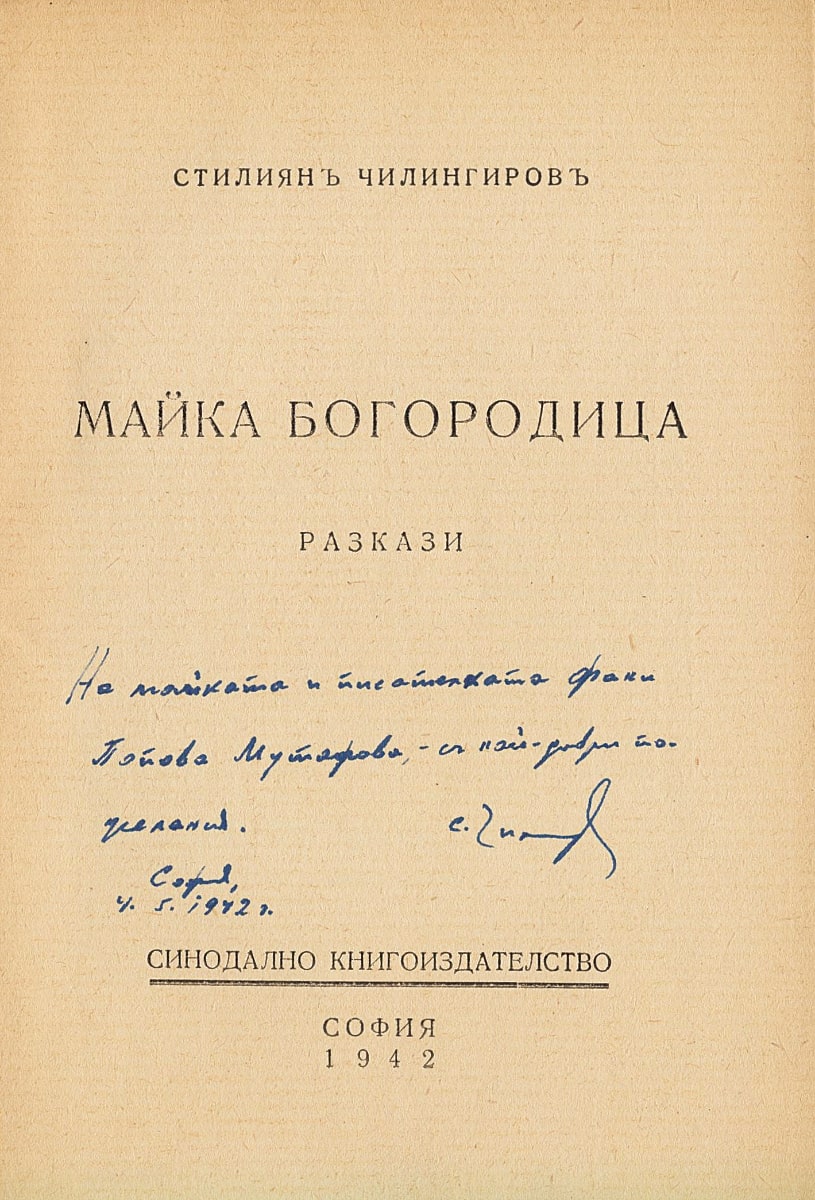 СТИЛИЯНЪ ЧИЛИНГИРОВЪ
МАЙКА БОГОРОДИЦА
РАЗКАЗИ
На майката и писателката Фани
Попова Мутафова, - съ най-добри по-
желания. С. Чилингиров
София,
4. 5. 1942 г.
СИНОДАЛНО КНИГОИЗДАТЕЛСТВО
СОФИЯ
1942